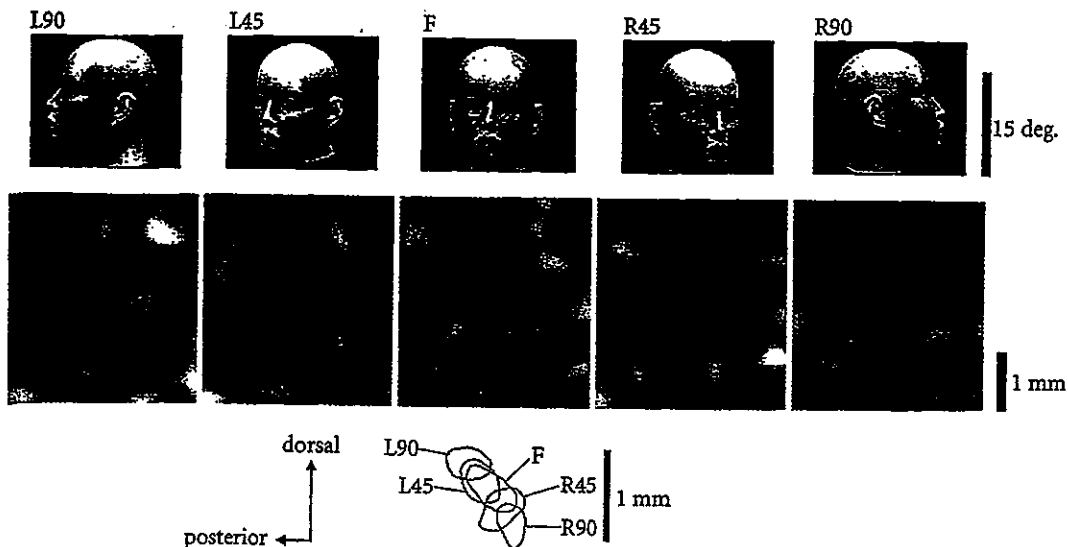 L90 L45 F R45 R90
15 deg.
1 mm
dorsal
posterior
L90
F
L45
R45
R90
1 mm